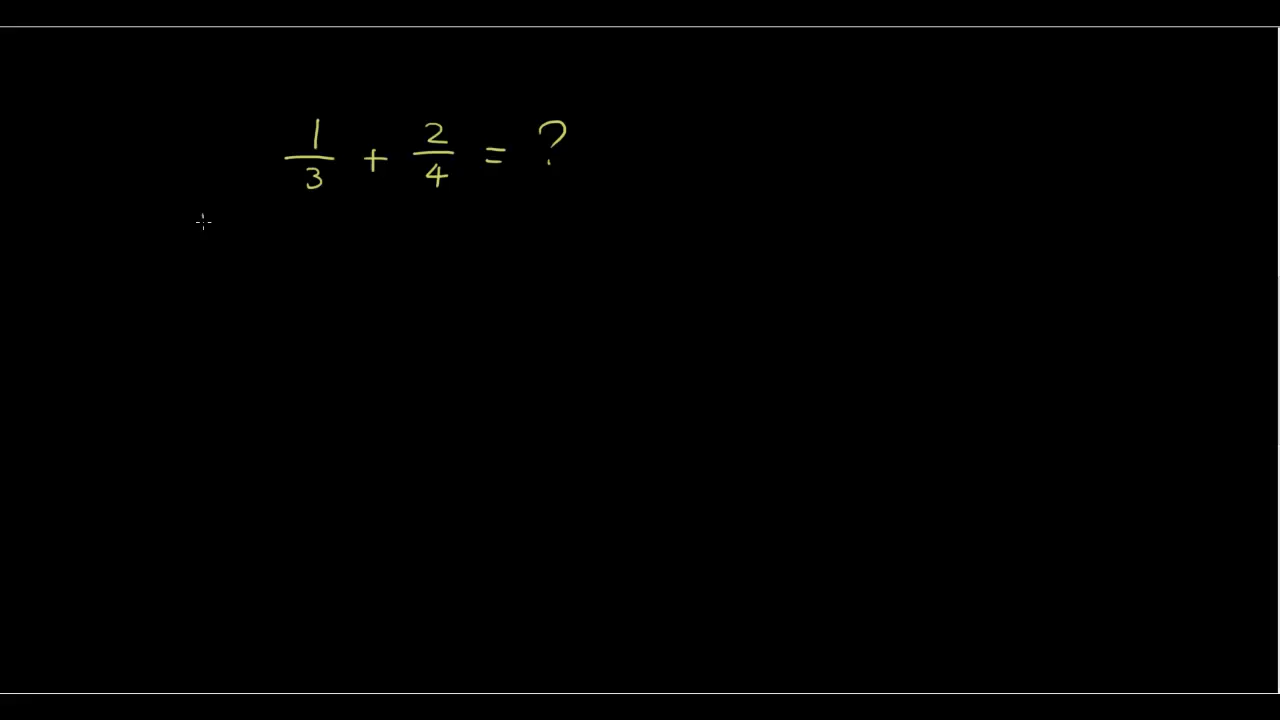 1/3 + 2/4 = ?